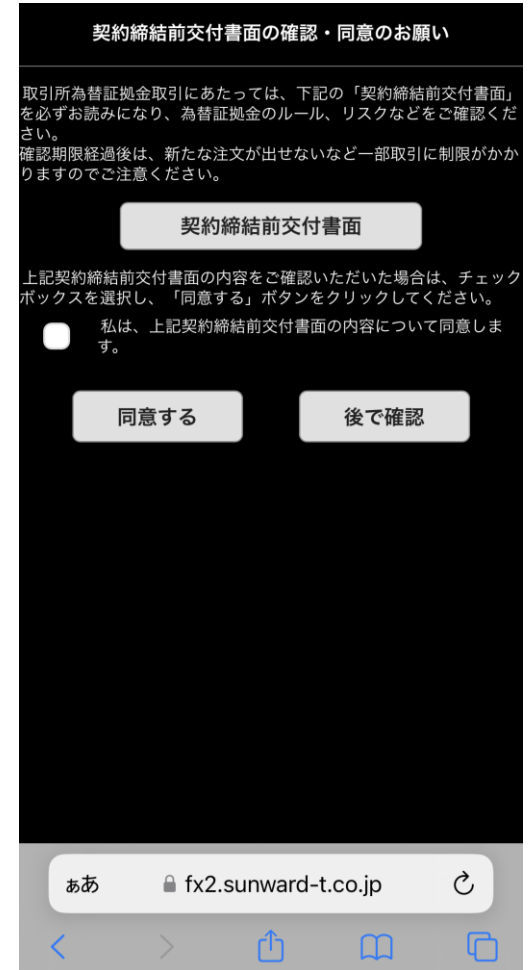 契約締結前交付書面の確認・同意のお願い
取引所為替証拠金取引にあたっては、下記の「契約締結前交付書面」
を必ずお読みになり、為替証拠金のルール、リスクなどをご確認くだ
さい。
確認期限経過後は、新たな注文が出せないなど一部取引に制限がかか
りますのでご注意ください。
契約締結前交付書面
上記契約締結前交付書面の内容をご確認いただいた場合は、チェック
ボックスを選択し、「同意する」ボタンをクリックしてください。
私は、上記契約締結前交付書面の内容について同意しま
す。
同意する
後で確認
ぁあ
fx2.sunward-t.co.jp